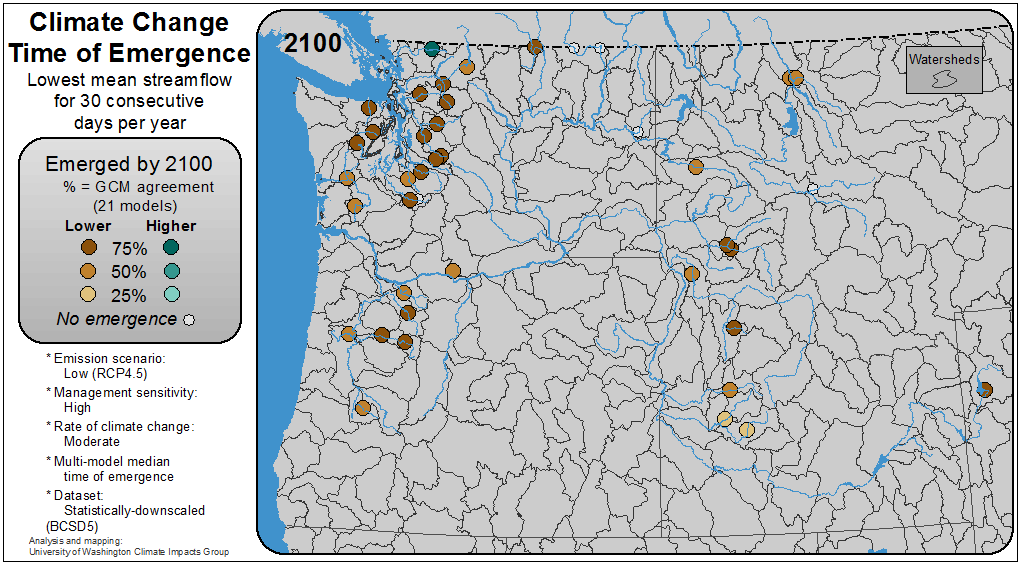 Climate Change
Time of Emergence
Lowest mean streamflow
for 30 consecutive
days per year
Emerged by 2100
% = GCM agreement
(21 models)
Lower Higher
75%
50%
25%
No emergence
* Emission scenario:
Low (RCP4.5)
* Management sensitivity:
High
* Rate of climate change:
Moderate
* Multi-model median
time of emergence
* Dataset:
Statistically-downscaled
(BCSD5)
Analysis and mapping:
University of Washington Climate Impacts Group
2100
Watersheds